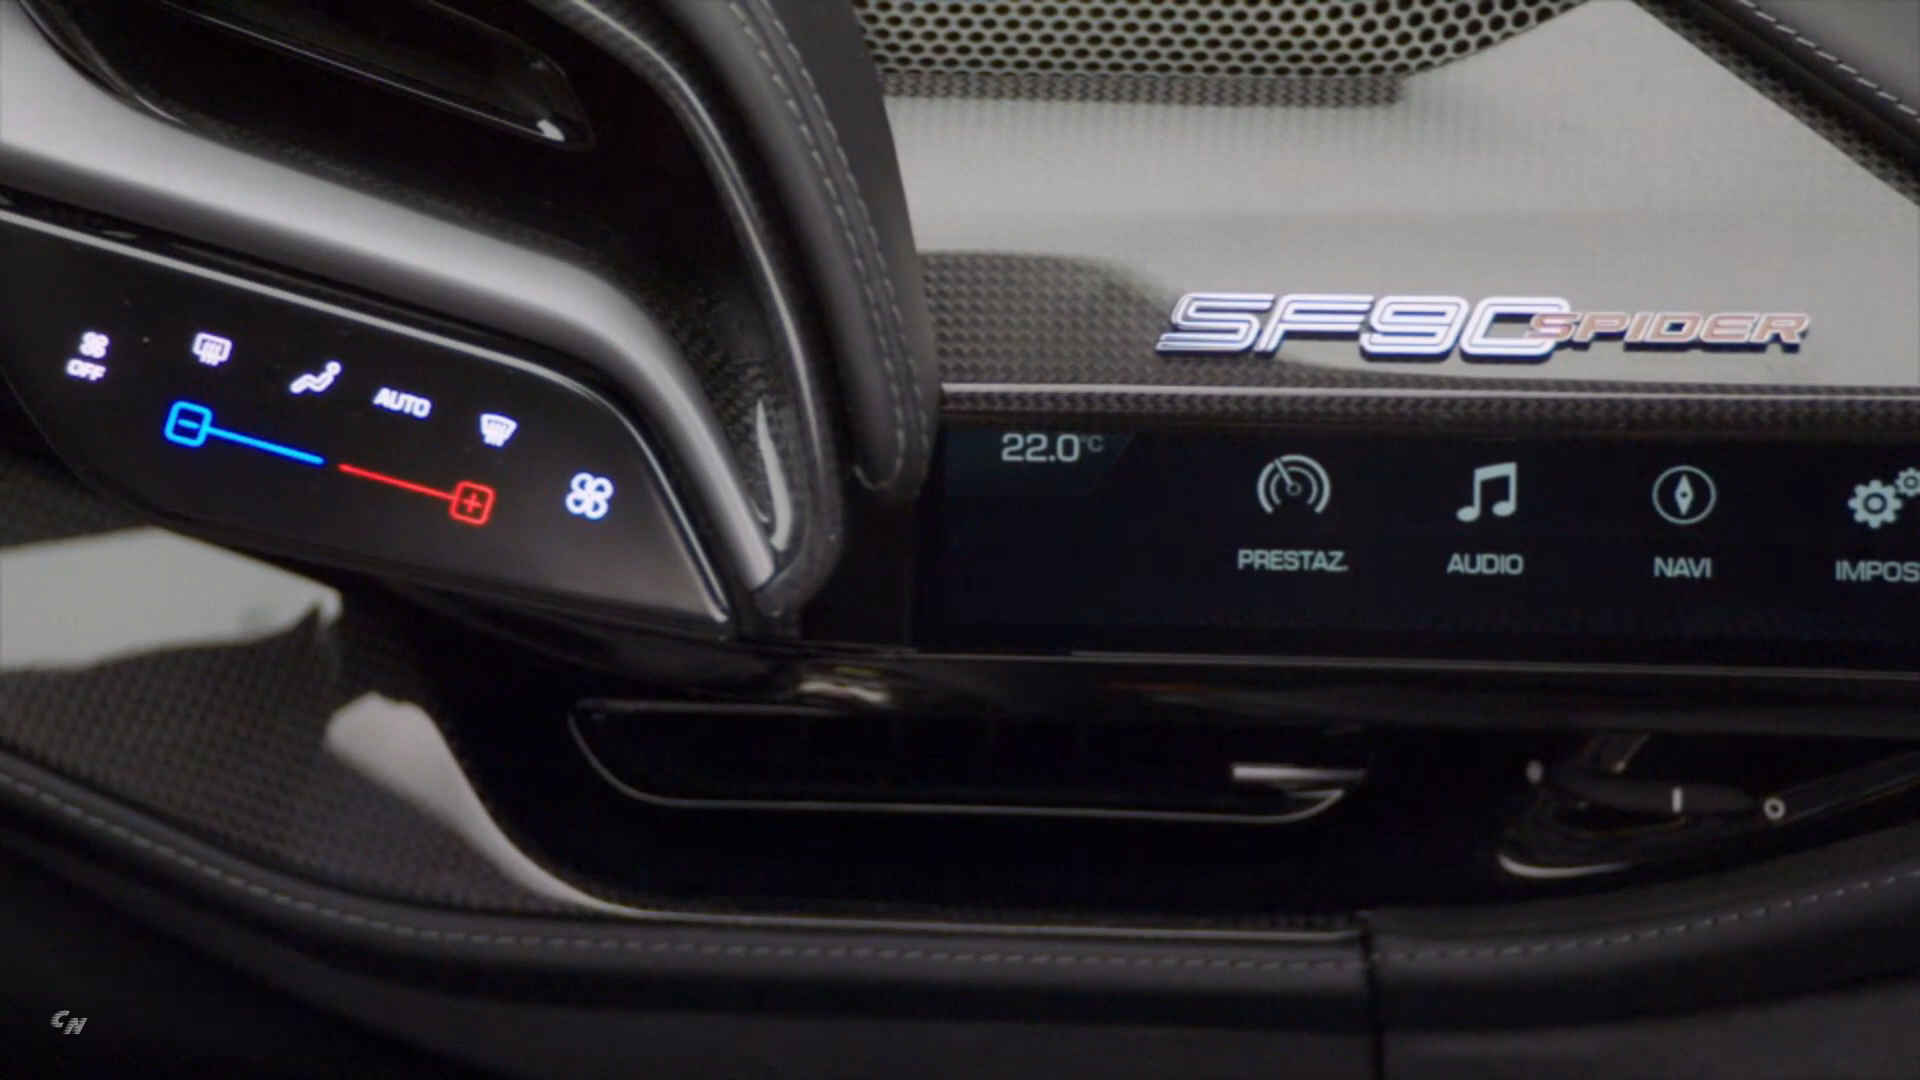 SF90 SPIDER
OFF
AUTO
22.0°C
PRESTAZ.
AUDIO
NAVI
IMPOS
CN